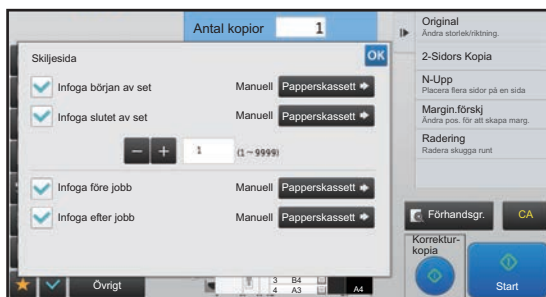 Antal kopior 1
Skiljesida
OK
Infoga början av set Manuell Papperskassett
Infoga slutet av set Manuell Papperskassett
1 (1~9999)
Infoga före jobb Manuell Papperskassett
Infoga efter jobb Manuell Papperskassett
Övrigt
3 B4
4 A3
A4
Original
Ändra storlek/riktning.
2-Sidors Kopia
N-Upp
Placera flera sidor på en sida
Margin.förskj
Ändra pos. för att skapa marg.
Radering
Radera skugga runt
Förhandsgr.
CA
Korrektur-
kopia
Start